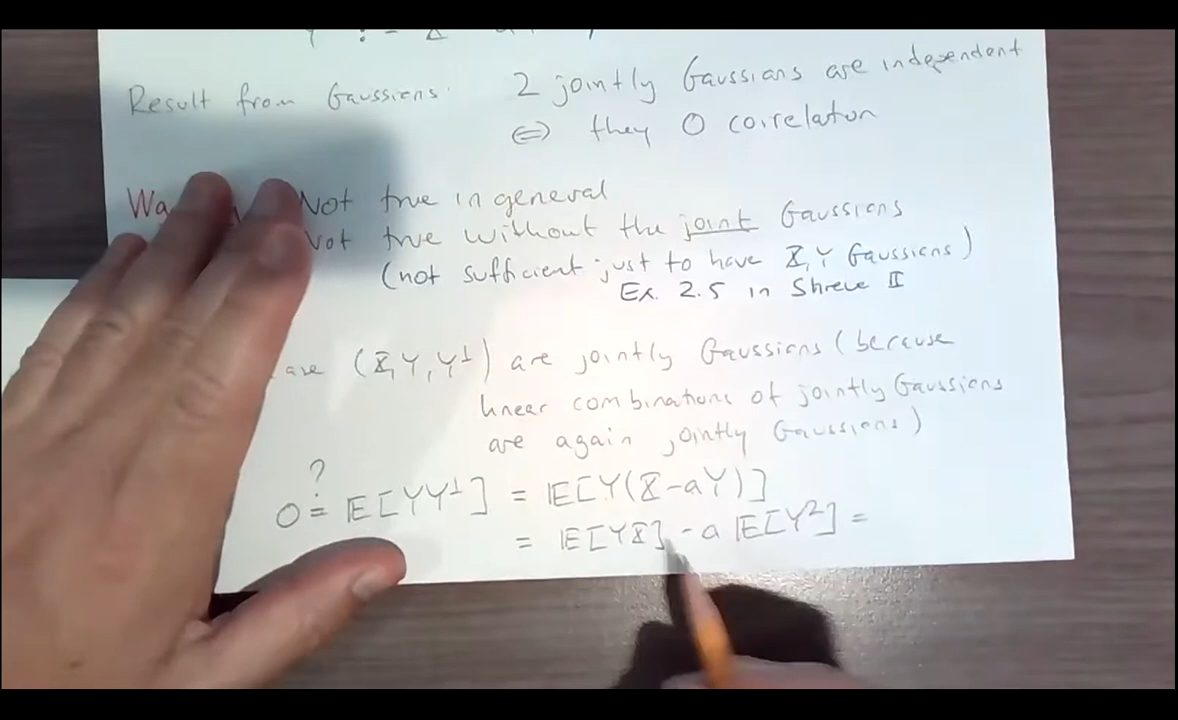 Result from Gaussians: 2 jointly Gaussians are independent
⇔ they 0 correlation
Not true in general
Not true without the joint Gaussians
(not sufficient just to have X, Y Gaussians)
Ex. 2.5 in Shreve II
(X, Y, Y⊥) are jointly Gaussians (because
linear combinations of jointly Gaussians
are again jointly Gaussians)
?
0 = E[YY⊥] = E[Y(X-aY)]
= E[YX] - a E[Y²] =